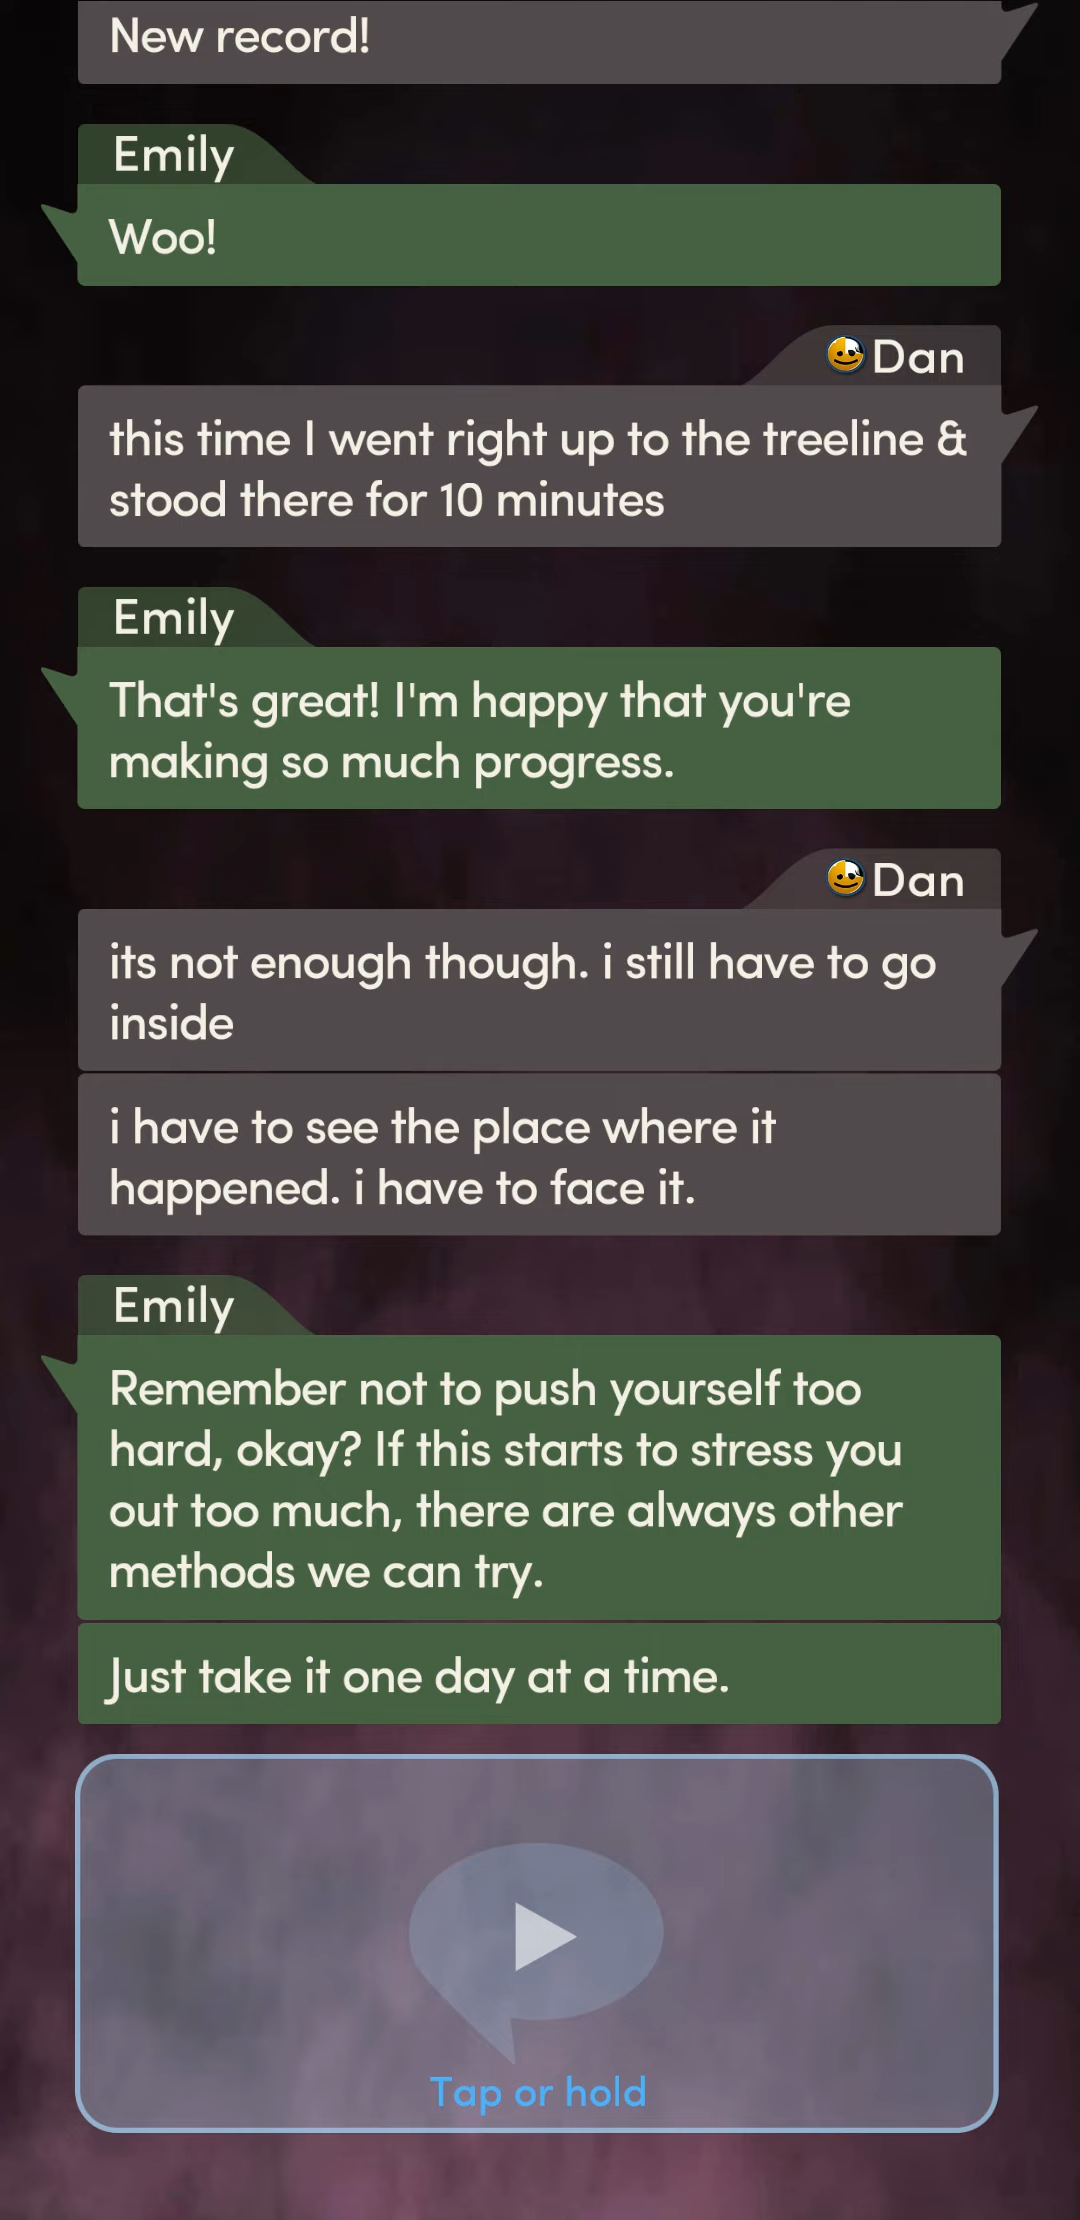 New record!
Emily
Woo!
Dan
this time I went right up to the treeline &
stood there for 10 minutes
Emily
That's great! I'm happy that you're
making so much progress.
Dan
its not enough though. i still have to go
inside
i have to see the place where it
happened. i have to face it.
Emily
Remember not to push yourself too
hard, okay? If this starts to stress you
out too much, there are always other
methods we can try.
Just take it one day at a time.
Tap or hold